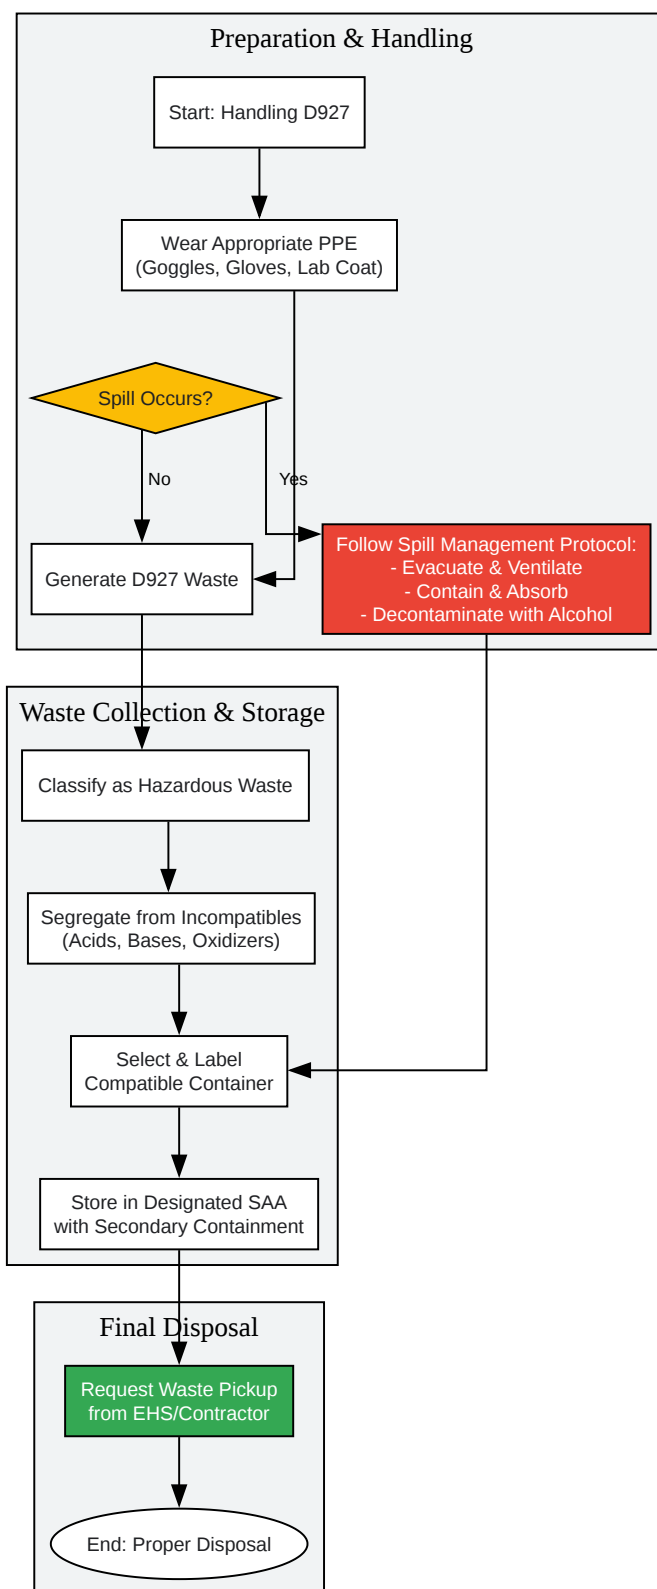 Preparation & Handling
Start: Handling D927
Wear Appropriate PPE
(Goggles, Gloves, Lab Coat)
Spill Occurs?
No
Yes
Generate D927 Waste
Follow Spill Management Protocol:
- Evacuate & Ventilate
- Contain & Absorb
- Decontaminate with Alcohol
Waste Collection & Storage
Classify as Hazardous Waste
Segregate from Incompatibles
(Acids, Bases, Oxidizers)
Select & Label
Compatible Container
Store in Designated SAA
with Secondary Containment
Final Disposal
Request Waste Pickup
from EHS/Contractor
End: Proper Disposal